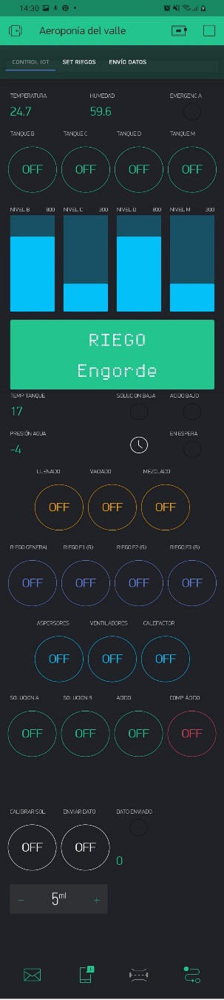 14:30
Aeroponía del valle
CONTROL IOT SET RIEGOS ENVÍO DATOS
TEMPERATURA HUMEDAD EMERGENCIA
24.7 59.6
TANQUE B TANQUE C TANQUE D TANQUE M
OFF OFF OFF OFF
NIVEL B 800 NIVEL C 300 NIVEL D 800 NIVEL M 300
RIEGO
Engorde
TEMP TANQUE SOLUCION BAJA ACIDO BAJO
17
PRESIÓN AGUA EN ESPERA
-4
LLENADO VACIADO MEZCLADO
OFF OFF OFF
RIEGO GENERAL RIEGO F1 (R) RIEGO F2 (R) RIEGO F3 (R)
OFF OFF OFF OFF
ASPERSORES VENTILADORES CALEFACTOR
OFF OFF OFF
SOLUCION A SOLUCION B ACIDO COMP. ÁCIDO
OFF OFF OFF OFF
CALIBRAR SOL. ENVIAR DATO DATO ENVIADO
OFF OFF
0
− 5ml +